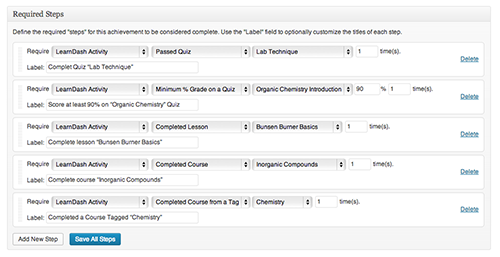 Required Steps
Define the required "steps" for this achievement to be considered complete. Use the "Label" field to optionally customize the titles of each step.
Require LearnDash Activity Passed Quiz Lab Technique 1 time(s). Delete
Label: Complet Quiz "Lab Technique"
Require LearnDash Activity Minimum % Grade on a Quiz Organic Chemistry Introduction 90 % 1 time(s). Delete
Label: Score at least 90% on "Organic Chemistry" Quiz
Require LearnDash Activity Completed Lesson Bunsen Burner Basics 1 time(s). Delete
Label: Complete lesson "Bunsen Burner Basics"
Require LearnDash Activity Completed Course Inorganic Compounds 1 time(s). Delete
Label: Complete course "Inorganic Compounds"
Require LearnDash Activity Completed Course from a Tag Chemistry 1 time(s). Delete
Label: Completed a Course Tagged "Chemistry"
Add New Step Save All Steps